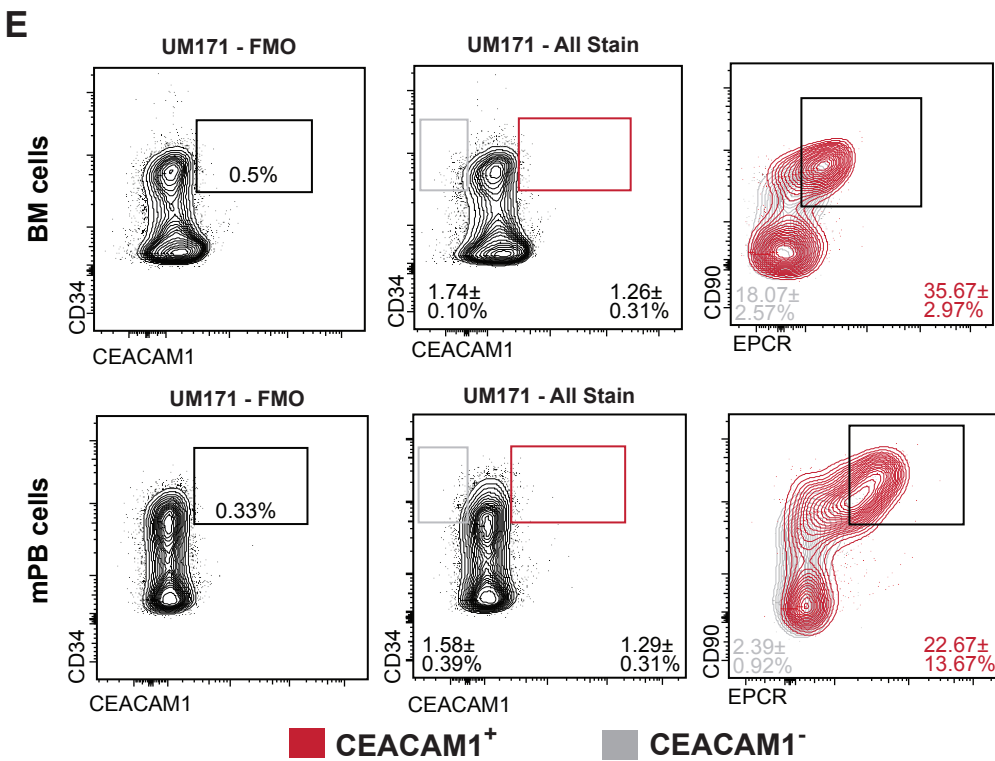 E
UM171 - FMO
UM171 - All Stain
BM cells
0.5%
CD34
CEACAM1
1.74±
0.10%
1.26±
0.31%
CD34
CEACAM1
18.07±
2.57%
35.67±
2.97%
CD90
EPCR
UM171 - FMO
UM171 - All Stain
mPB cells
0.33%
CD34
CEACAM1
1.58±
0.39%
1.29±
0.31%
CD34
CEACAM1
2.39±
0.92%
22.67±
13.67%
CD90
EPCR
CEACAM1⁺
CEACAM1⁻